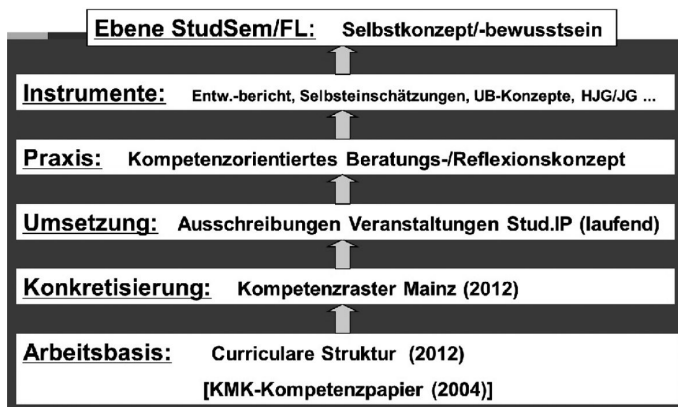 Ebene StudSem/FL: Selbstkonzept/-bewusstsein
Instrumente: Entw.-bericht, Selbsteinschätzungen, UB-Konzepte, HJG/JG ...
Praxis: Kompetenzorientiertes Beratungs-/Reflexionskonzept
Umsetzung: Ausschreibungen Veranstaltungen Stud.IP (laufend)
Konkretisierung: Kompetenzraster Mainz (2012)
Arbeitsbasis: Curriculare Struktur (2012)
[KMK-Kompetenzpapier (2004)]